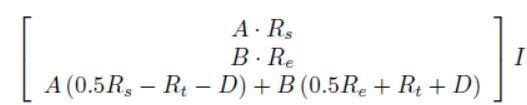 A · R_s
B · R_e
A (0.5R_s − R_t − D) + B (0.5R_e + R_t + D)
I